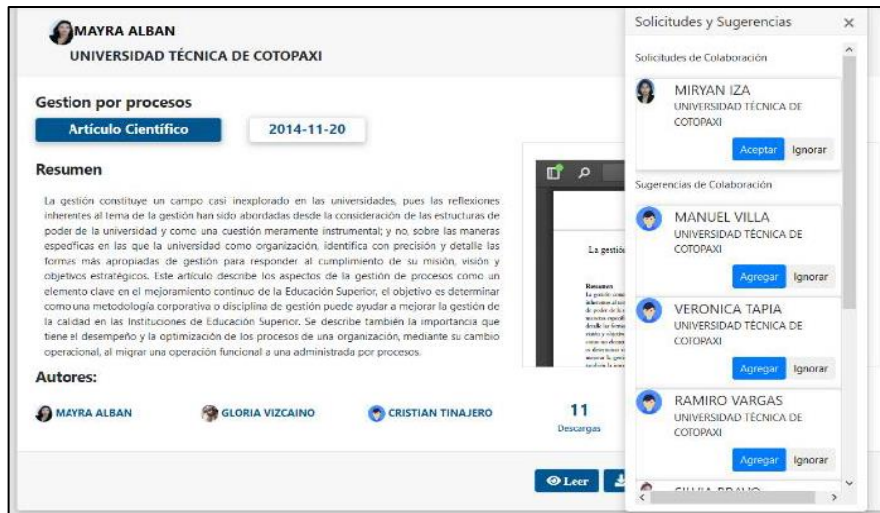 MAYRA ALBAN
UNIVERSIDAD TÉCNICA DE COTOPAXI
Gestion por procesos
Artículo Científico
2014-11-20
Resumen
La gestión constituye un campo casi inexplorado en las universidades, pues las reflexiones
inherentes al tema de la gestión han sido abordadas desde la consideración de las estructuras de
poder de la universidad y como una cuestión meramente instrumental; y no, sobre las maneras
específicas en las que la universidad como organización, identifica con precisión y detalle las
formas más apropiadas de gestión para responder al cumplimiento de su misión, visión y
objetivos estratégicos. Este artículo describe los aspectos de la gestión de procesos como un
elemento clave en el mejoramiento continuo de la Educación Superior, el objetivo es determinar
como una metodología corporativa o disciplina de gestión puede ayudar a mejorar la gestión de
la calidad en las Instituciones de Educación Superior. Se describe también la importancia que
tiene el desempeño y la optimización de los procesos de una organización, mediante su cambio
operacional, al migrar una operación funcional a una administrada por procesos.
Autores:
MAYRA ALBAN
GLORIA VIZCAINO
CRISTIAN TINAJERO
La gestió
Resumen
11
Descargas
Leer
Solicitudes y Sugerencias
Solicitudes de Colaboración
MIRYAN IZA
UNIVERSIDAD TÉCNICA DE
COTOPAXI
Aceptar
Ignorar
Sugerencias de Colaboración
MANUEL VILLA
UNIVERSIDAD TÉCNICA DE
COTOPAXI
Agregar
Ignorar
VERONICA TAPIA
UNIVERSIDAD TÉCNICA DE
COTOPAXI
Agregar
Ignorar
RAMIRO VARGAS
UNIVERSIDAD TÉCNICA DE
COTOPAXI
Agregar
Ignorar